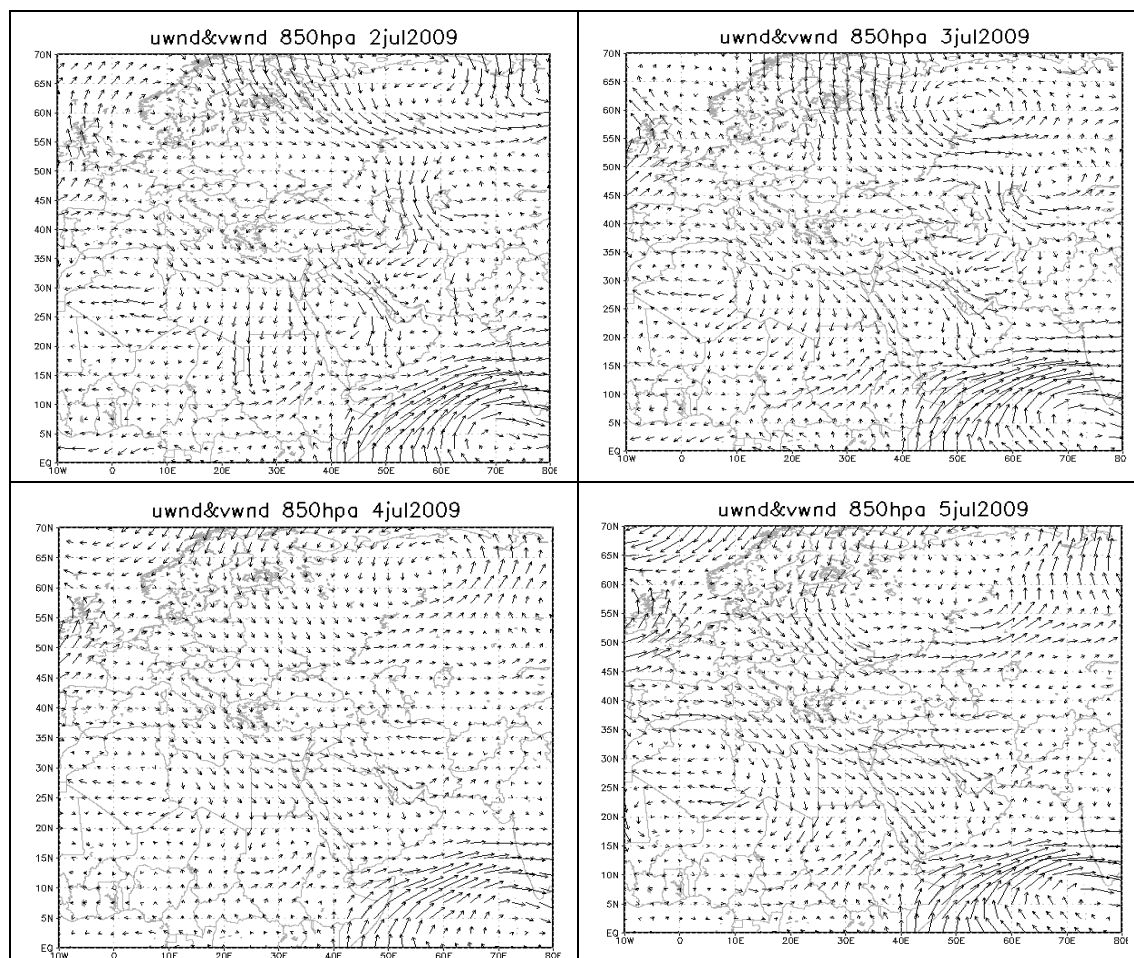 uwnd&vwnd 850hpa 2jul2009
70N
65N
60N
55N
50N
45N
40N
35N
30N
25N
20N
15N
10N
5N
EQ
10W 0 10E 20E 30E 40E 50E 60E 70E 80E
uwnd&vwnd 850hpa 3jul2009
70N
65N
60N
55N
50N
45N
40N
35N
30N
25N
20N
15N
10N
5N
EQ
10W 0 10E 20E 30E 40E 50E 60E 70E 80E
uwnd&vwnd 850hpa 4jul2009
70N
65N
60N
55N
50N
45N
40N
35N
30N
25N
20N
15N
10N
5N
EQ
10W 0 10E 20E 30E 40E 50E 60E 70E 80E
uwnd&vwnd 850hpa 5jul2009
70N
65N
60N
55N
50N
45N
40N
35N
30N
25N
20N
15N
10N
5N
EQ
10W 0 10E 20E 30E 40E 50E 60E 70E 80E